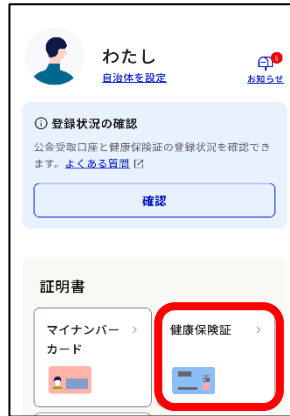 わたし
自治体を設定
お知らせ
登録状況の確認
公金受取口座と健康保険証の登録状況を確認でき
ます。よくある質問
確認
証明書
マイナンバー
カード
健康保険証